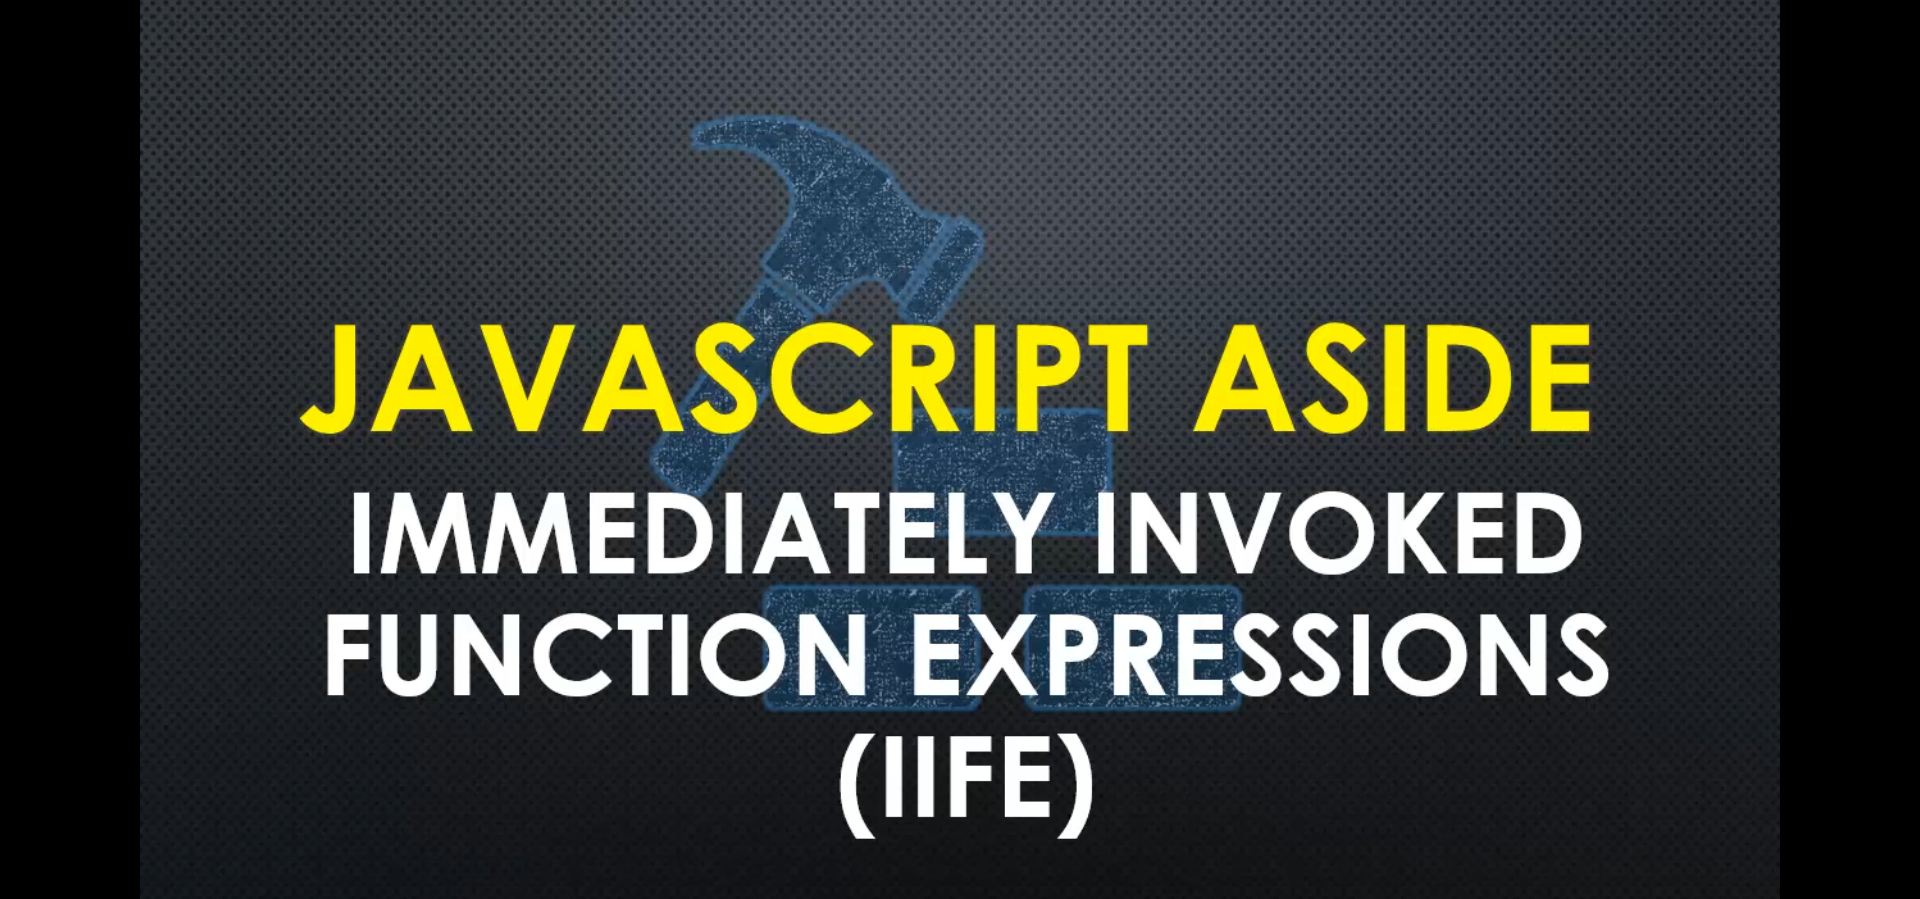 JAVASCRIPT ASIDE
IMMEDIATELY INVOKED
FUNCTION EXPRESSIONS
(IIFE)